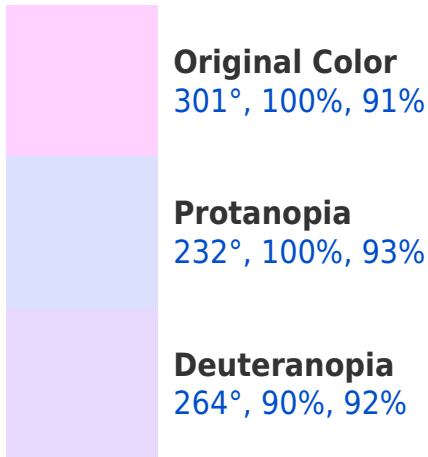 Original Color
301°, 100%, 91%
Protanopia
232°, 100%, 93%
Deuteranopia
264°, 90%, 92%